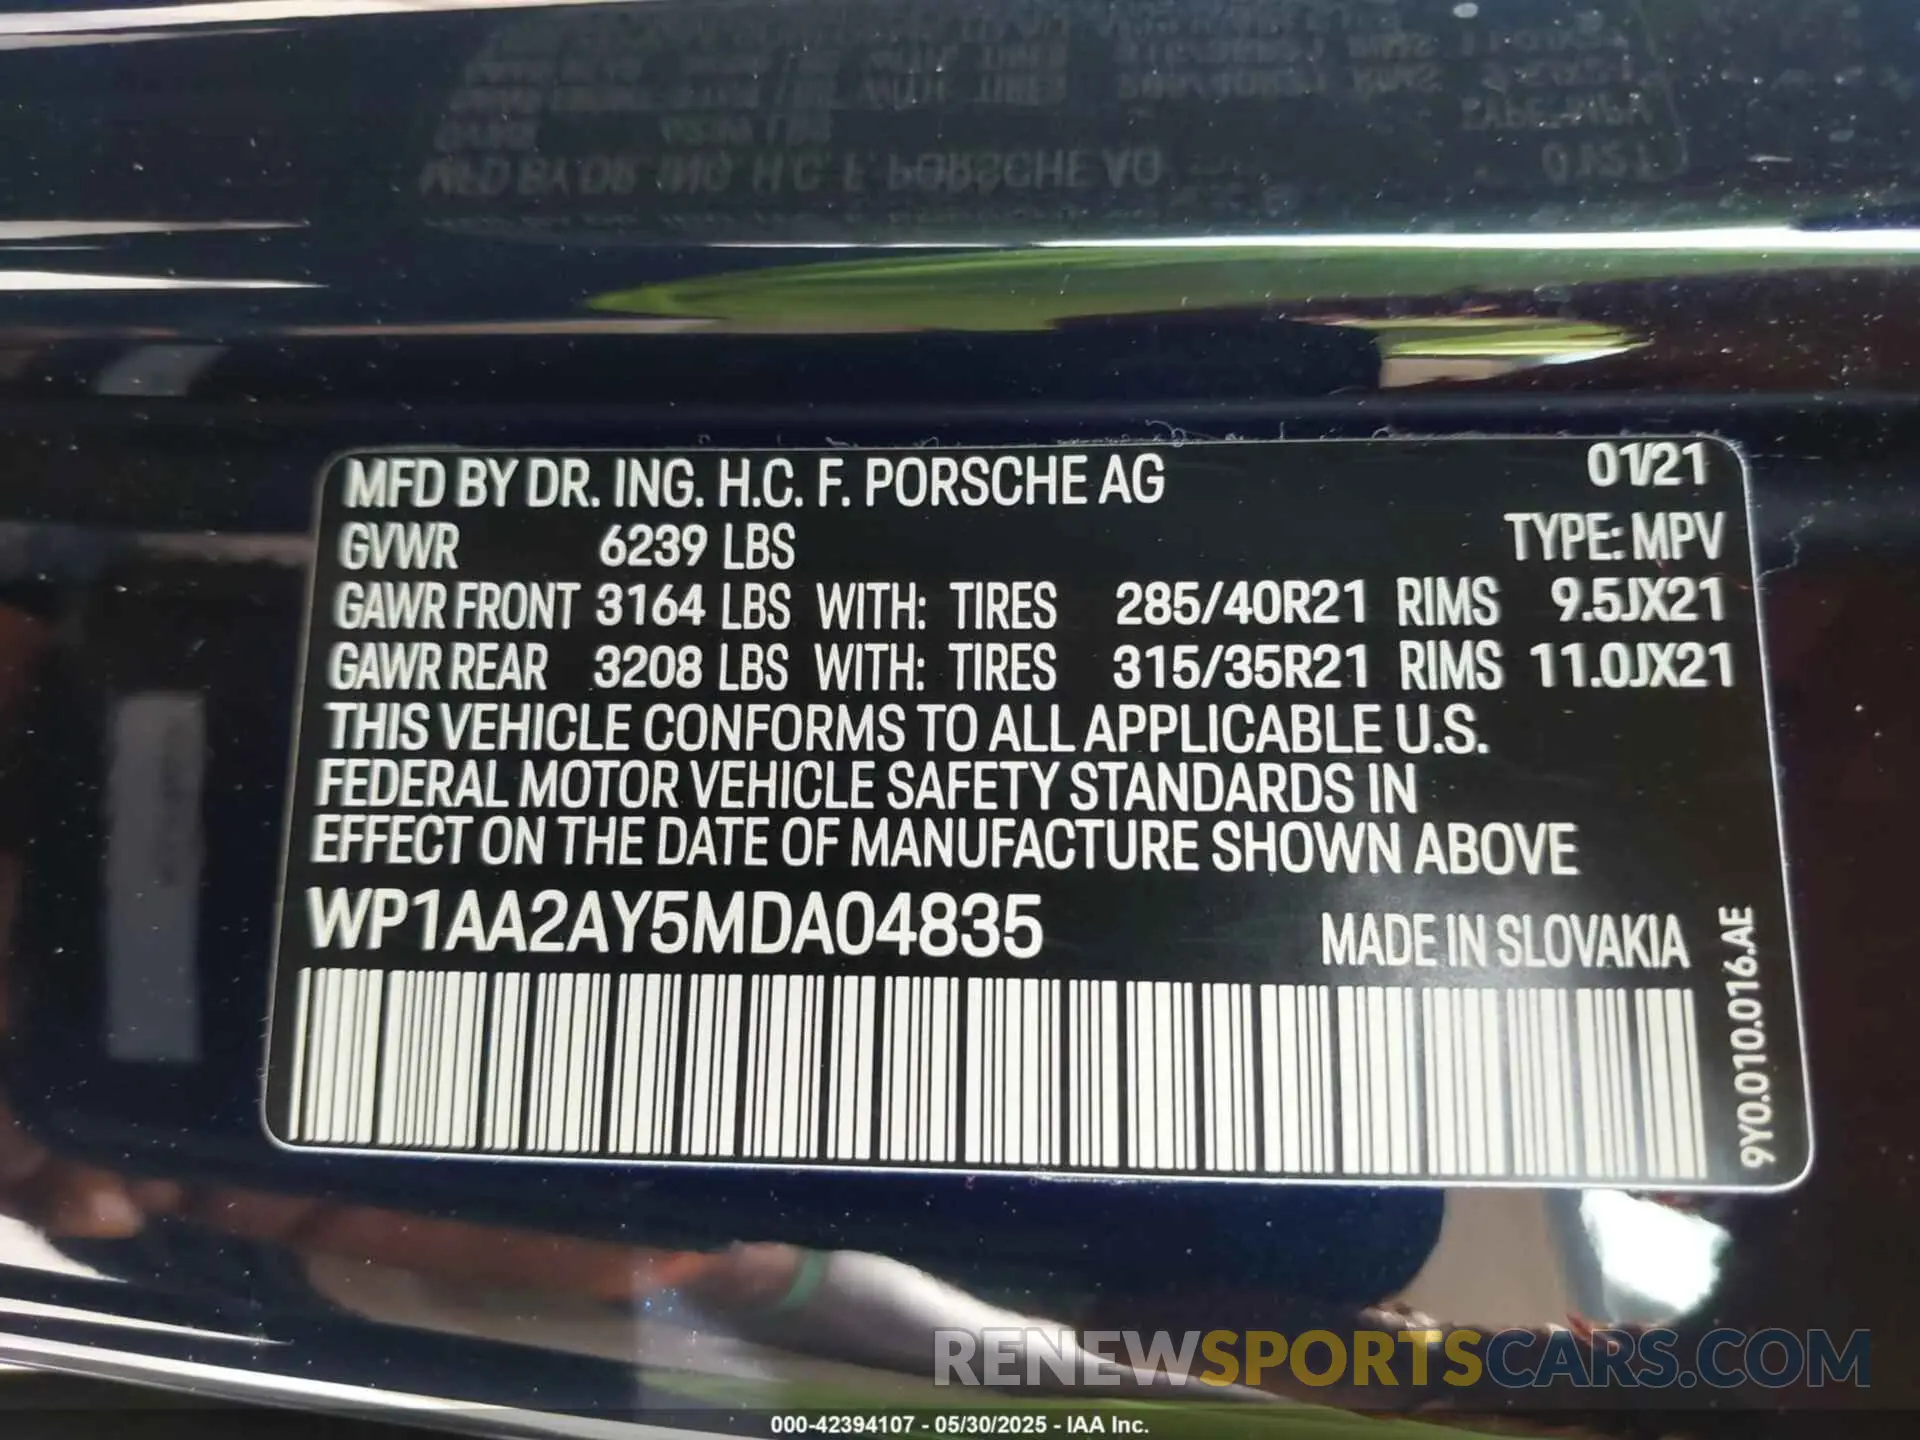 MFD BY DR. ING. H.C. F. PORSCHE AG 01/21
GVWR 6239 LBS TYPE: MPV
GAWR FRONT 3164 LBS WITH: TIRES 285/40R21 RIMS 9.5JX21
GAWR REAR 3208 LBS WITH: TIRES 315/35R21 RIMS 11.0JX21
THIS VEHICLE CONFORMS TO ALL APPLICABLE U.S.
FEDERAL MOTOR VEHICLE SAFETY STANDARDS IN
EFFECT ON THE DATE OF MANUFACTURE SHOWN ABOVE
WP1AA2AY5MDA04835 MADE IN SLOVAKIA
9Y0.010.016.AE
RENEWSPORTSCARS.COM
000-42394107 - 05/30/2025 - IAA Inc.